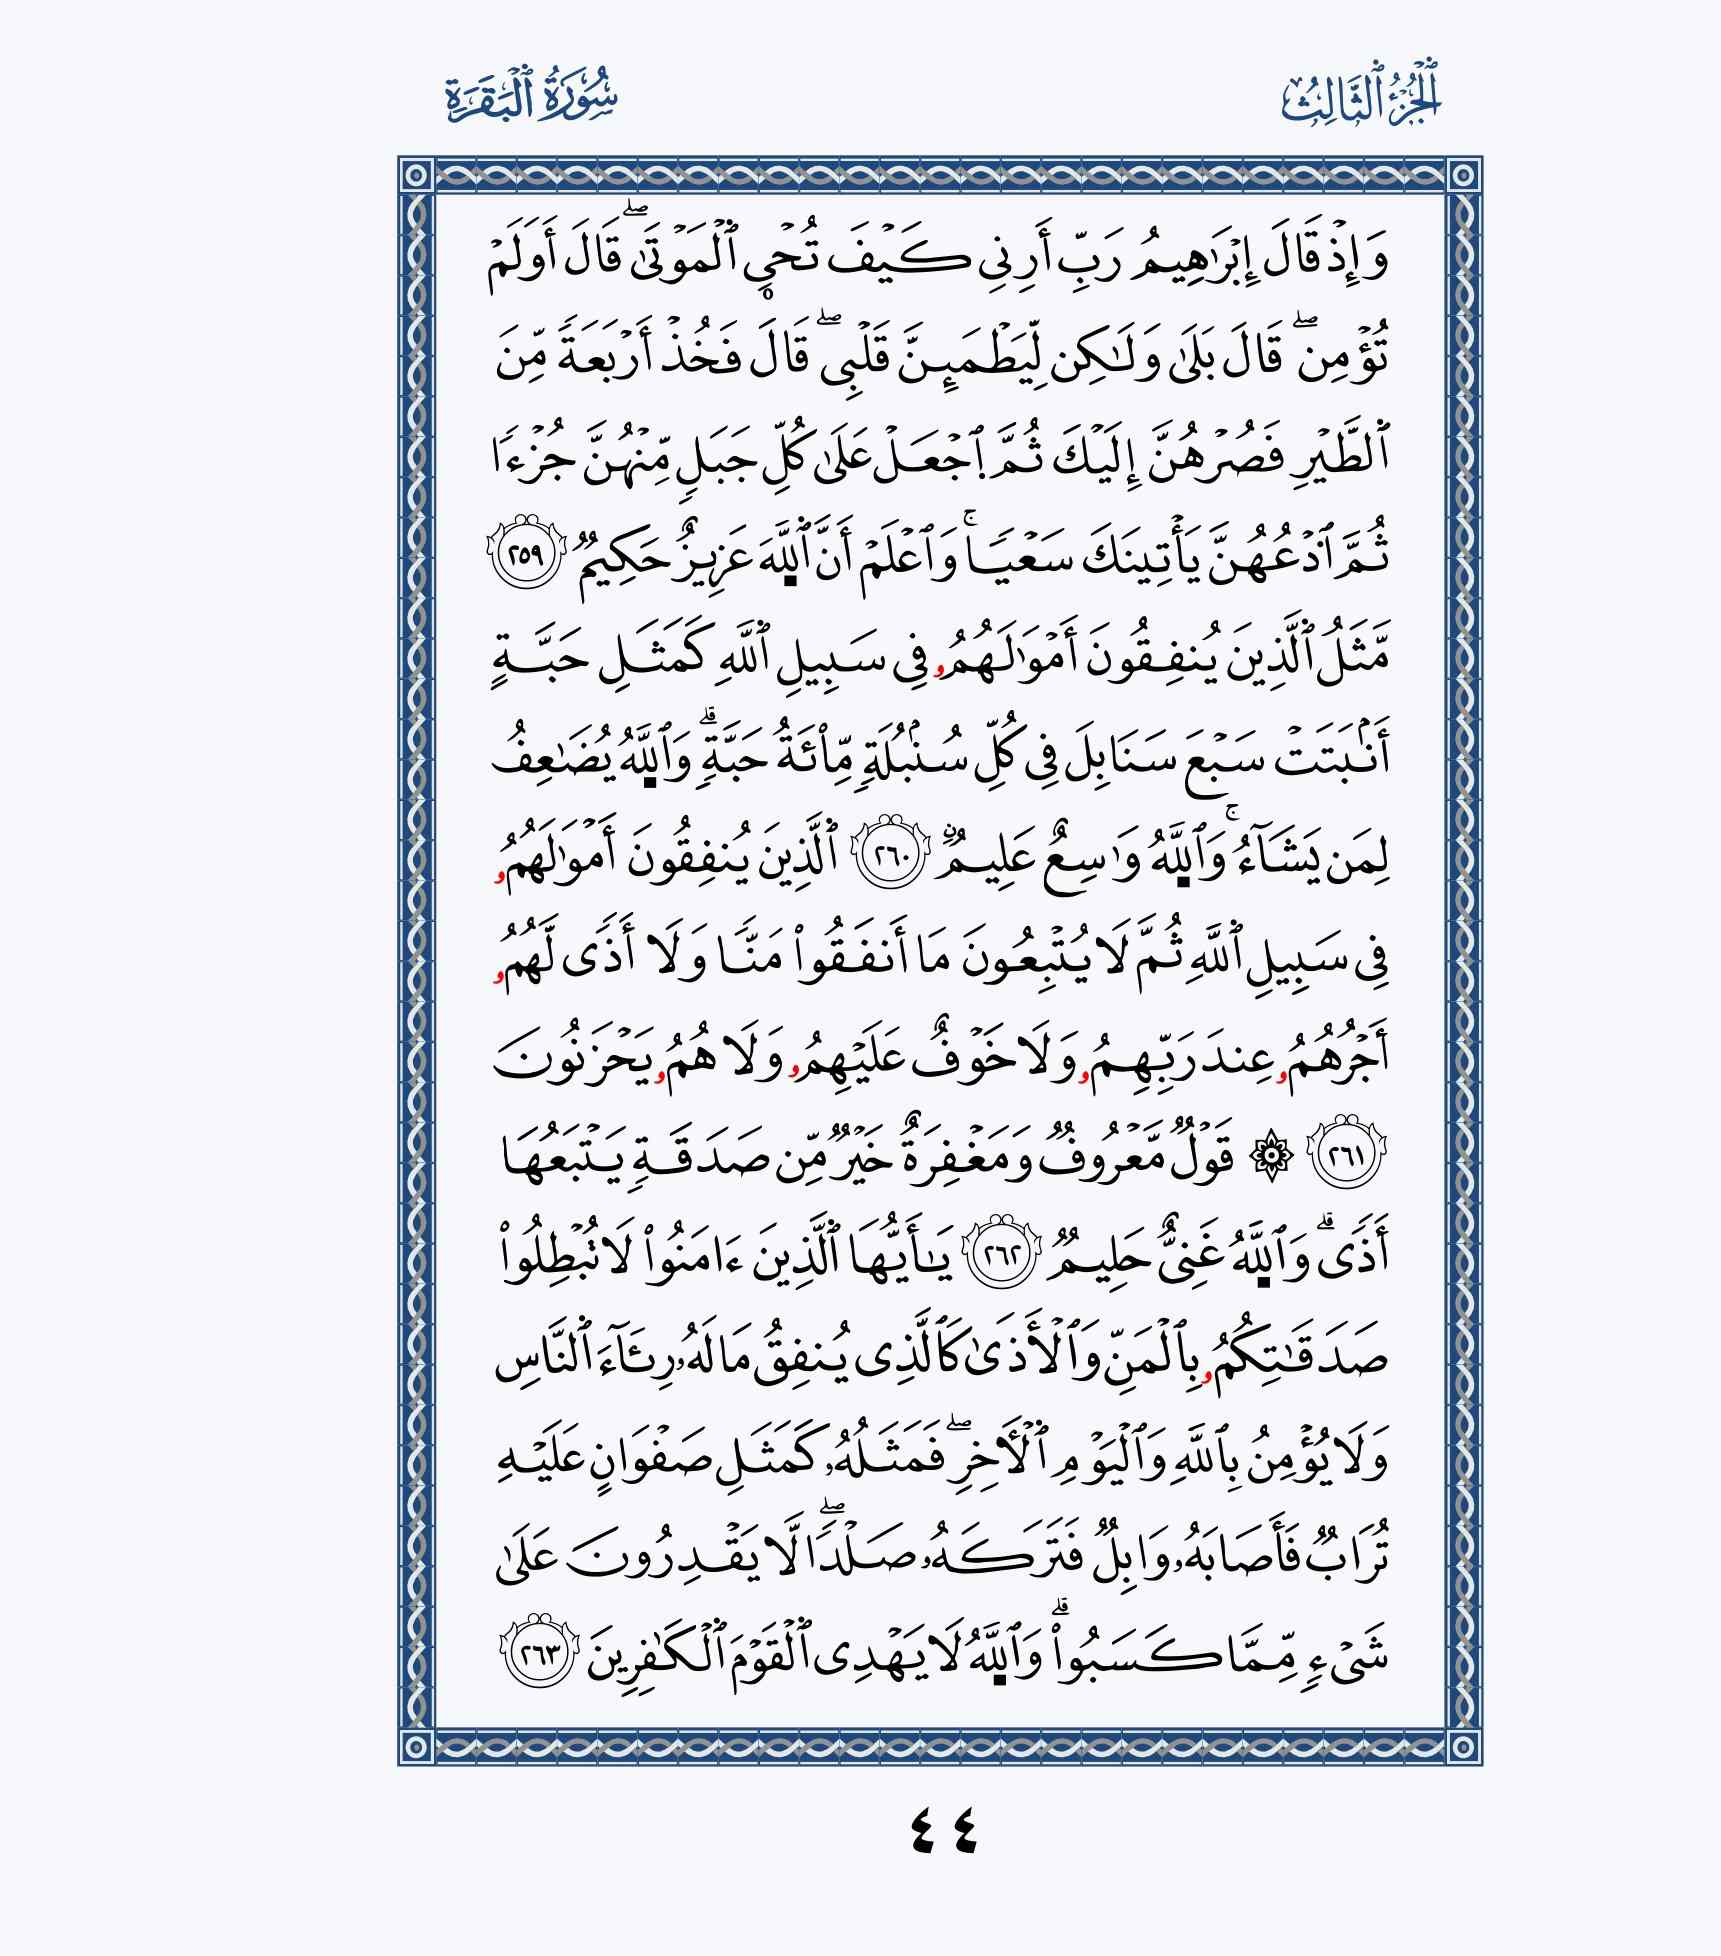 الجُزْءُ ٱلثَّالِثُ
سُورَةُ ٱلْبَقَرَةِ
وَإِذْ قَالَ إِبْرَٰهِيمُ رَبِّ أَرِنِى كَيْفَ تُحْىِ ٱلْمَوْتَىٰۖ قَالَ أَوَلَمْ
تُؤْمِنۖ قَالَ بَلَىٰ وَلَٰكِن لِّيَطْمَئِنَّ قَلْبِىۖ قَالَ فَخُذْ أَرْبَعَةً مِّنَ
ٱلطَّيْرِ فَصُرْهُنَّ إِلَيْكَ ثُمَّ ٱجْعَلْ عَلَىٰ كُلِّ جَبَلٍ مِّنْهُنَّ جُزْءًا
ثُمَّ ٱدْعُهُنَّ يَأْتِينَكَ سَعْيًاۚ وَٱعْلَمْ أَنَّ ٱللَّهَ عَزِيزٌ حَكِيمٌ ٢٥٩
مَّثَلُ ٱلَّذِينَ يُنفِقُونَ أَمْوَٰلَهُمُۥ فِى سَبِيلِ ٱللَّهِ كَمَثَلِ حَبَّةٍ
أَنۢبَتَتْ سَبْعَ سَنَابِلَ فِى كُلِّ سُنۢبُلَةٍ مِّاْئَةُ حَبَّةٍۗ وَٱللَّهُ يُضَٰعِفُ
لِمَن يَشَآءُۚ وَٱللَّهُ وَٰسِعٌ عَلِيمٌ ٢٦٠ ٱلَّذِينَ يُنفِقُونَ أَمْوَٰلَهُمُۥ
فِى سَبِيلِ ٱللَّهِ ثُمَّ لَا يُتْبِعُونَ مَا أَنفَقُواْ مَنًّا وَلَا أَذًى لَّهُمُۥ
أَجْرُهُمُۥ عِندَ رَبِّهِمُۥ وَلَا خَوْفٌ عَلَيْهِمُۥ وَلَا هُمُۥ يَحْزَنُونَ
٢٦١ ۞ قَوْلٌ مَّعْرُوفٌ وَمَغْفِرَةٌ خَيْرٌ مِّن صَدَقَةٍ يَتْبَعُهَا
أَذًىۗ وَٱللَّهُ غَنِىٌّ حَلِيمٌ ٢٦٢ يَٰأَيُّهَا ٱلَّذِينَ ءَامَنُواْ لَا تُبْطِلُواْ
صَدَقَٰتِكُمُۥ بِٱلْمَنِّ وَٱلْأَذَىٰ كَٱلَّذِى يُنفِقُ مَالَهُۥ رِئَآءَ ٱلنَّاسِ
وَلَا يُؤْمِنُ بِٱللَّهِ وَٱلْيَوْمِ ٱلْأَخِرِۖ فَمَثَلُهُۥ كَمَثَلِ صَفْوَانٍ عَلَيْهِ
تُرَابٌ فَأَصَابَهُۥ وَابِلٌ فَتَرَكَهُۥ صَلْدًاۖ لَّا يَقْدِرُونَ عَلَىٰ
شَىْءٍ مِّمَّا كَسَبُواْۗ وَٱللَّهُ لَا يَهْدِى ٱلْقَوْمَ ٱلْكَٰفِرِينَ ٢٦٣
٤٤